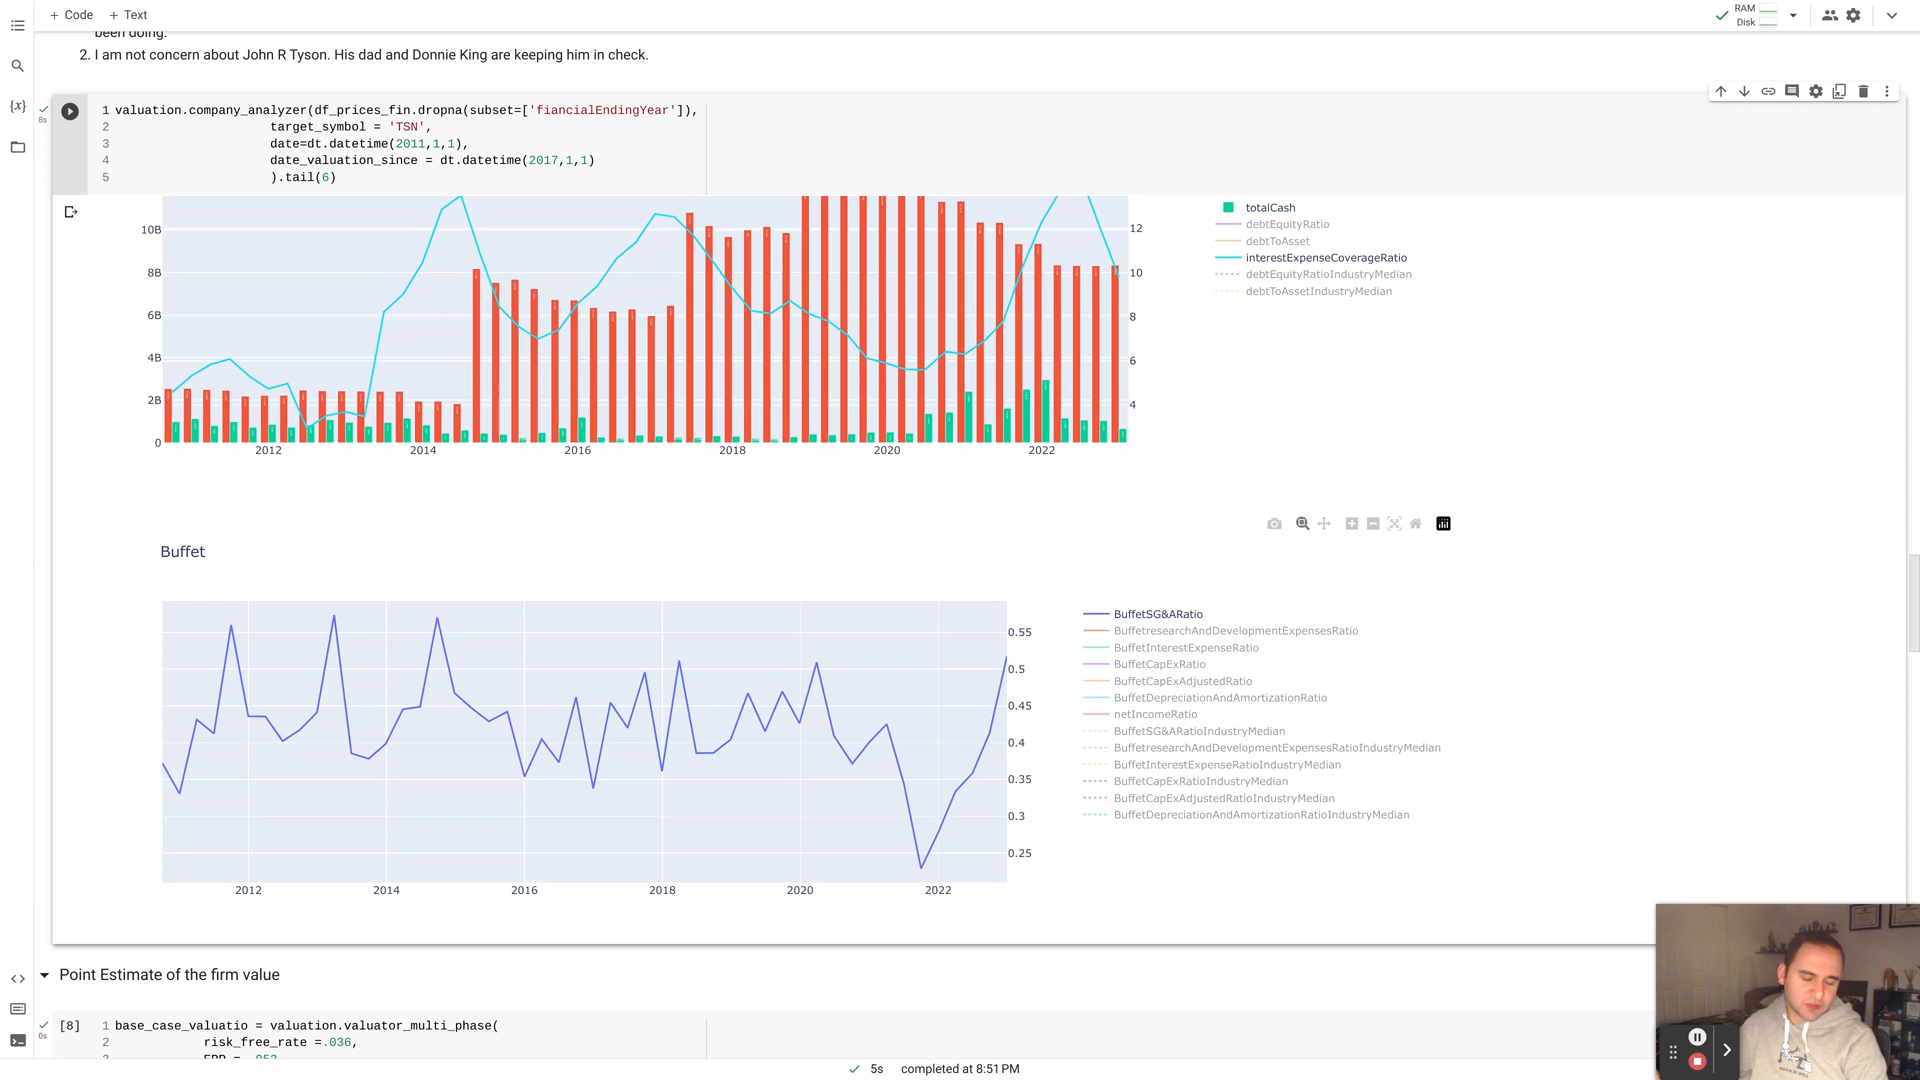 + Code + Text
RAM
Disk
been doing.
2. I am not concern about John R Tyson. His dad and Donnie King are keeping him in check.
8s
1 valuation.company_analyzer(df_prices_fin.dropna(subset=['fiancialEndingYear']),
2 target_symbol = 'TSN',
3 date=dt.datetime(2011,1,1),
4 date_valuation_since = dt.datetime(2017,1,1)
5 ).tail(6)
10B
8B
6B
4B
2B
0
12
10
8
6
4
2012 2014 2016 2018 2020 2022
totalCash
debtEquityRatio
debtToAsset
interestExpenseCoverageRatio
debtEquityRatioIndustryMedian
debtToAssetIndustryMedian
Buffet
0.55
0.5
0.45
0.4
0.35
0.3
0.25
2012 2014 2016 2018 2020 2022
BuffetSG&ARatio
BuffetresearchAndDevelopmentExpensesRatio
BuffetInterestExpenseRatio
BuffetCapExRatio
BuffetCapExAdjustedRatio
BuffetDepreciationAndAmortizationRatio
netIncomeRatio
BuffetSG&ARatioIndustryMedian
BuffetresearchAndDevelopmentExpensesRatioIndustryMedian
BuffetInterestExpenseRatioIndustryMedian
BuffetCapExRatioIndustryMedian
BuffetCapExAdjustedRatioIndustryMedian
BuffetDepreciationAndAmortizationRatioIndustryMedian
Point Estimate of the firm value
0s
[8] 1 base_case_valuatio = valuation.valuator_multi_phase(
2 risk_free_rate =.036,
3 ERP = .053
5s completed at 8:51 PM